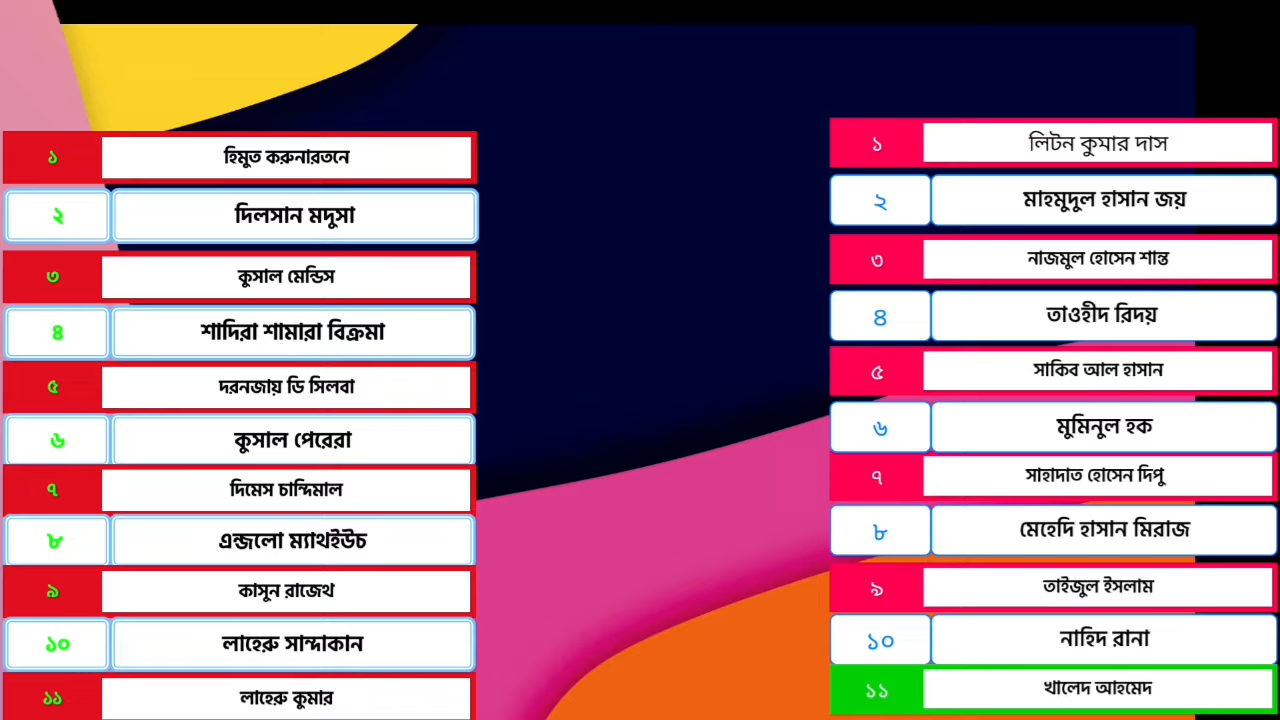 ১ হিমুত করুনারতনে
২ দিলসান মদুসা
৩ কুসাল মেন্ডিস
৪ শাদিরা শামারা বিক্রমা
৫ দরনজায় ডি সিলবা
৬ কুসাল পেরেরা
৭ দিমেস চান্দিমাল
৮ এন্জলো ম্যাথইউচ
৯ কাসূন রাজেথ
১০ লাহেরু সান্দাকান
১১ লাহেরু কুমার
১ লিটন কুমার দাস
২ মাহমুদুল হাসান জয়
৩ নাজমুল হোসেন শান্ত
৪ তাওহীদ রিদয়
৫ সাকিব আল হাসান
৬ মুমিনুল হক
৭ সাহাদাত হোসেন দিপু
৮ মেহেদি হাসান মিরাজ
৯ তাইজুল ইসলাম
১০ নাহিদ রানা
১১ খালেদ আহমেদ